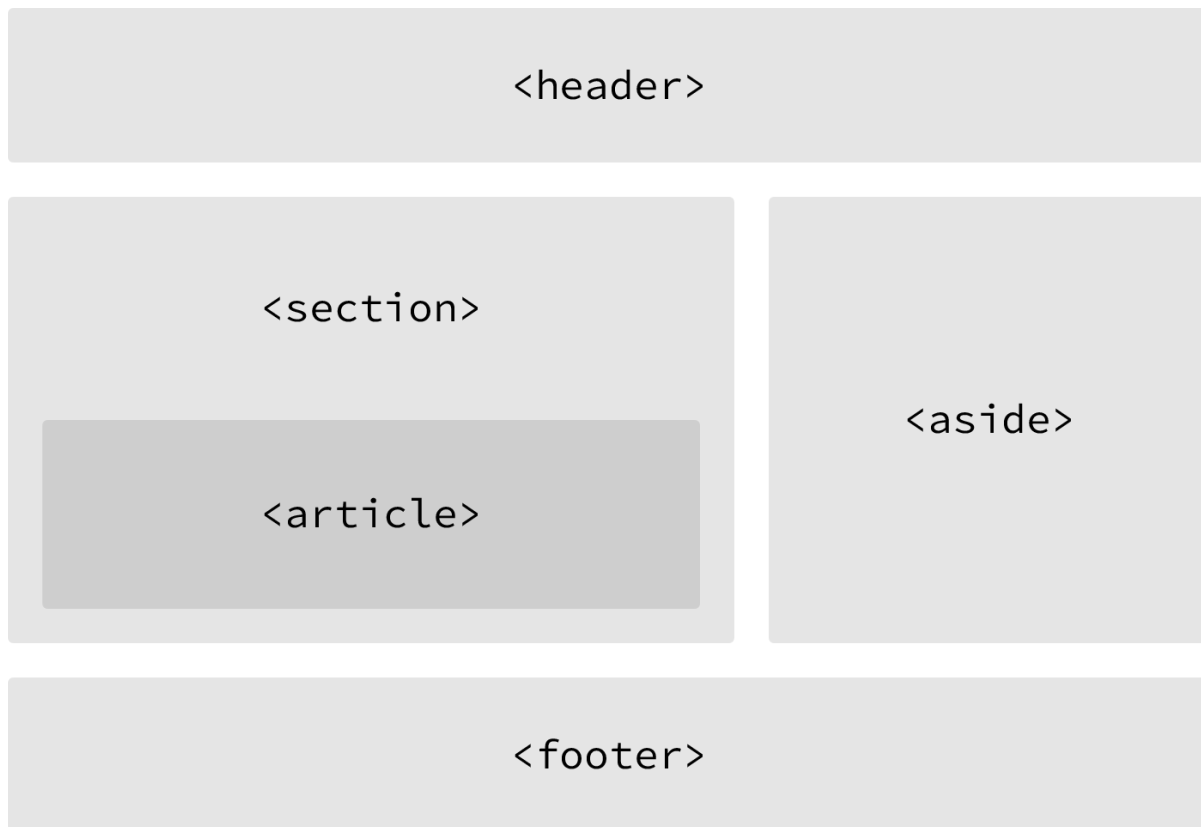 <header>
<section>
<article>
<aside>
<footer>